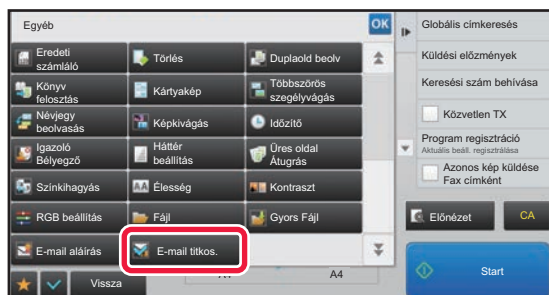 Egyéb
OK
Eredeti
számláló
Törlés
Duplaold beolv
Könyv
felosztás
Kártyakép
Többszörös
szegélyvágás
Névjegy
beolvasás
Képkivágás
Időzítő
Igazoló
Bélyegző
Háttér
beállítás
Üres oldal
Átugrás
Színkihagyás
Élesség
Kontraszt
RGB beállítás
Fájl
Gyors Fájl
E-mail aláírás
E-mail titkos.
Vissza
A4
Globális címkeresés
Küldési előzmények
Keresési szám behívása
Közvetlen TX
Program regisztráció
Aktuális beáll. regisztrálása
Azonos kép küldése
Fax címként
Előnézet
CA
Start